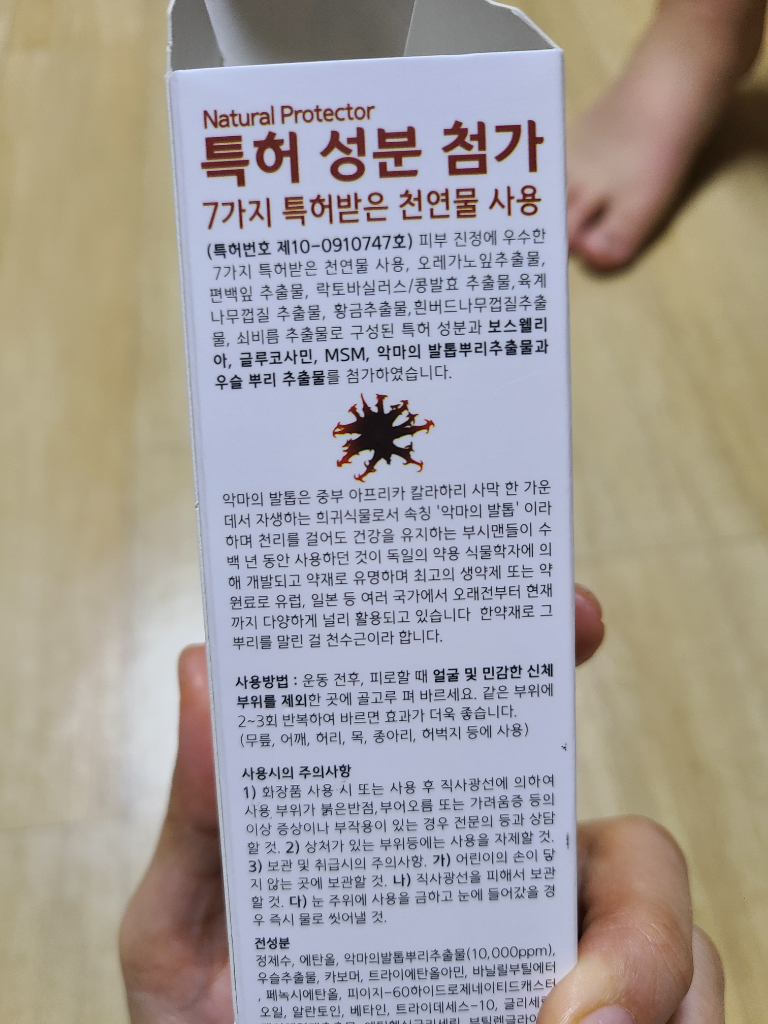 Natural Protector
특허 성분 첨가
7가지 특허받은 천연물 사용
(특허번호 제10-0910747호) 피부 진정에 우수한
7가지 특허받은 천연물 사용, 오레가노잎추출물,
편백잎 추출물, 락토바실러스/콩발효 추출물,육계
나무껍질 추출물, 황금추출물,흰버드나무껍질추출
물, 쇠비름 추출물로 구성된 특허 성분과 보스웰리
아, 글루코사민, MSM, 악마의 발톱뿌리추출물과
우슬 뿌리 추출물를 첨가하였습니다.
악마의 발톱은 중부 아프리카 칼라하리 사막 한 가운
데서 자생하는 희귀식물로서 속칭 '악마의 발톱' 이라
하며 천리를 걸어도 건강을 유지하는 부시맨들이 수
백 년 동안 사용하던 것이 독일의 약용 식물학자에 의
해 개발되고 약재로 유명하며 최고의 생약제 또는 약
원료로 유럽, 일본 등 여러 국가에서 오래전부터 현재
까지 다양하게 널리 활용되고 있습니다 한약재로 그
뿌리를 말린 걸 천수근이라 합니다.
사용방법 : 운동 전후, 피로할 때 얼굴 및 민감한 신체
부위를 제외한 곳에 골고루 펴 바르세요. 같은 부위에
2~3회 반복하여 바르면 효과가 더욱 좋습니다.
(무릎, 어깨, 허리, 목, 종아리, 허벅지 등에 사용)
사용시의 주의사항
1) 화장품 사용 시 또는 사용 후 직사광선에 의하여
사용 부위가 붉은반점,부어오름 또는 가려움증 등의
이상 증상이나 부작용이 있는 경우 전문의 등과 상담
할 것. 2) 상처가 있는 부위등에는 사용을 자제할 것.
3) 보관 및 취급시의 주의사항. 가) 어린이의 손이 닿
지 않는 곳에 보관할 것. 나) 직사광선을 피해서 보관
할 것. 다) 눈 주위에 사용을 금하고 눈에 들어갔을 경
우 즉시 물로 씻어낼 것.
전성분
정제수, 에탄올, 악마의발톱뿌리추출물(10,000ppm),
우슬추출물, 카보머, 트라이에탄올아민, 바닐릴부틸에터
, 페녹시에탄올, 피이지-60하이드로제네이티드캐스터
오일, 알란토인, 베타인, 트라이데세스-10, 글리세